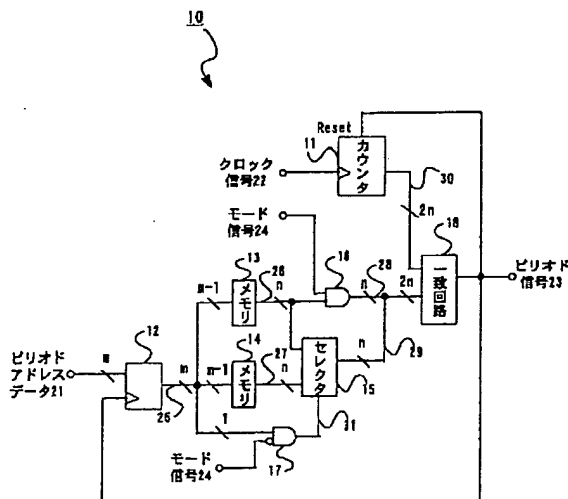 10
Reset
11
カウンタ
クロック
信号22
30
2n
モード
信号24
16
28
18
一致回路
ピリオド
信号23
13
26
m-1
メモリ
n
n
2n
12
14
27
n
セレクタ
29
ピリオド
アドレス
データ21
m
m
m-1
メモリ
n
15
25
1
31
モード
信号24
17